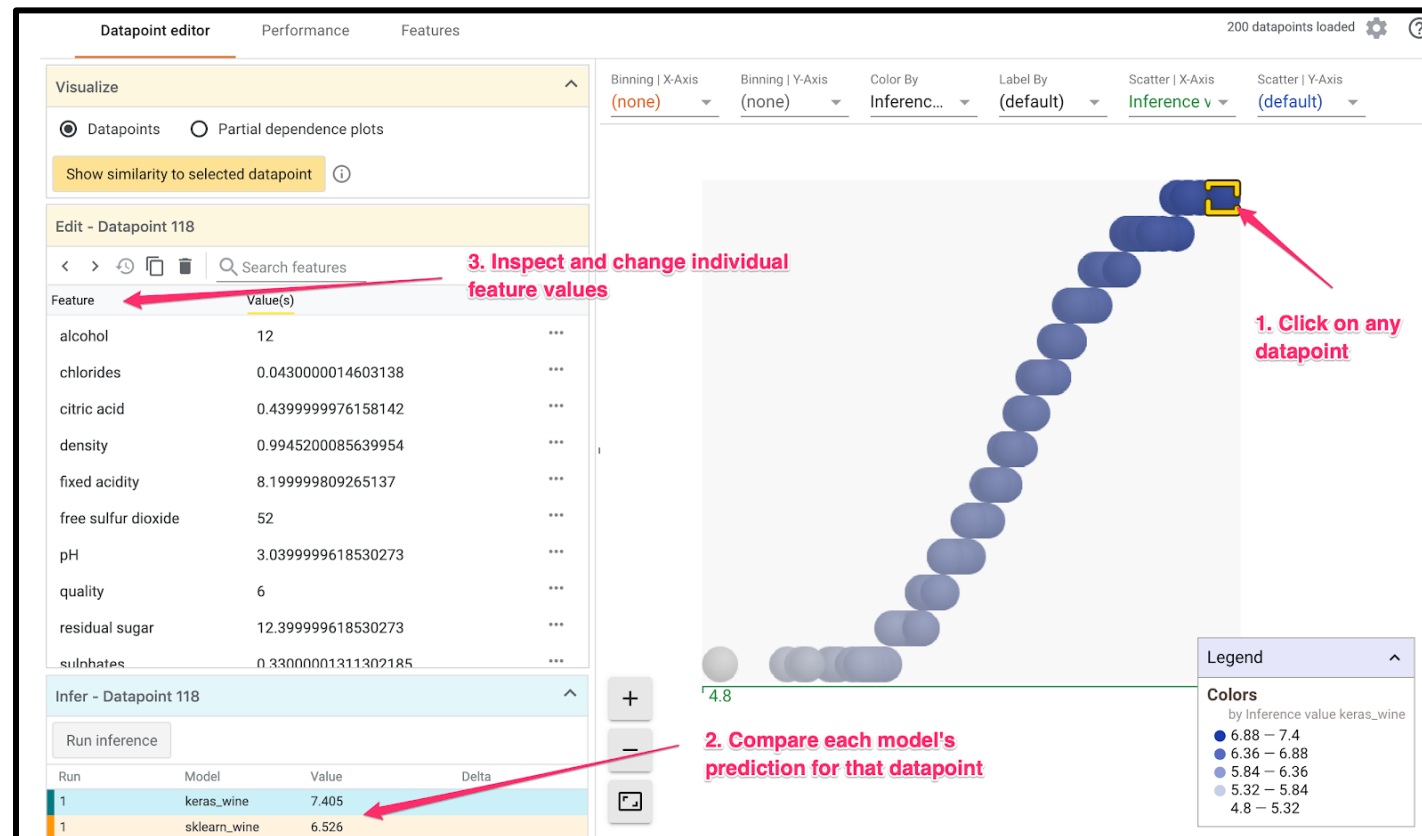 Datapoint editor
Performance
Features
200 datapoints loaded
Visualize
Datapoints
Partial dependence plots
Show similarity to selected datapoint
Edit - Datapoint 118
Search features
Feature
Value(s)
alcohol
12
chlorides
0.0430000014603138
citric acid
0.4399999976158142
density
0.9945200085639954
fixed acidity
8.199999809265137
free sulfur dioxide
52
pH
3.0399999618530273
quality
6
residual sugar
12.399999618530273
sulphates
0.33000001311302185
Infer - Datapoint 118
Run inference
Run
Model
Value
Delta
1
keras_wine
7.405
1
sklearn_wine
6.526
Binning | X-Axis
(none)
Binning | Y-Axis
(none)
Color By
Inferenc...
Label By
(default)
Scatter | X-Axis
Inference v
Scatter | Y-Axis
(default)
3. Inspect and change individual
feature values
1. Click on any
datapoint
4.8
2. Compare each model's
prediction for that datapoint
Legend
Colors
by Inference value keras_wine
6.88 — 7.4
6.36 — 6.88
5.84 — 6.36
5.32 — 5.84
4.8 — 5.32